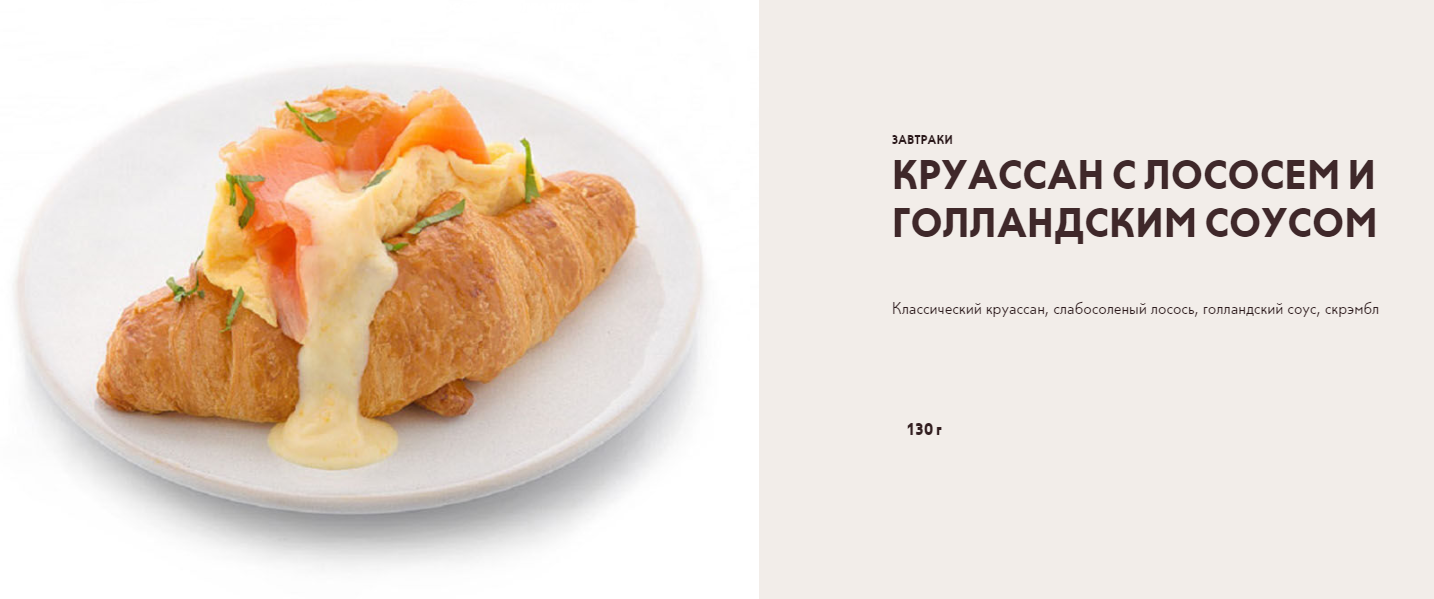 ЗАВТРАКИ
КРУАССАН С ЛОСОСЕМ И
ГОЛЛАНДСКИМ СОУСОМ
Классический круассан, слабосоленый лосось, голландский соус, скрэмбл
130 г